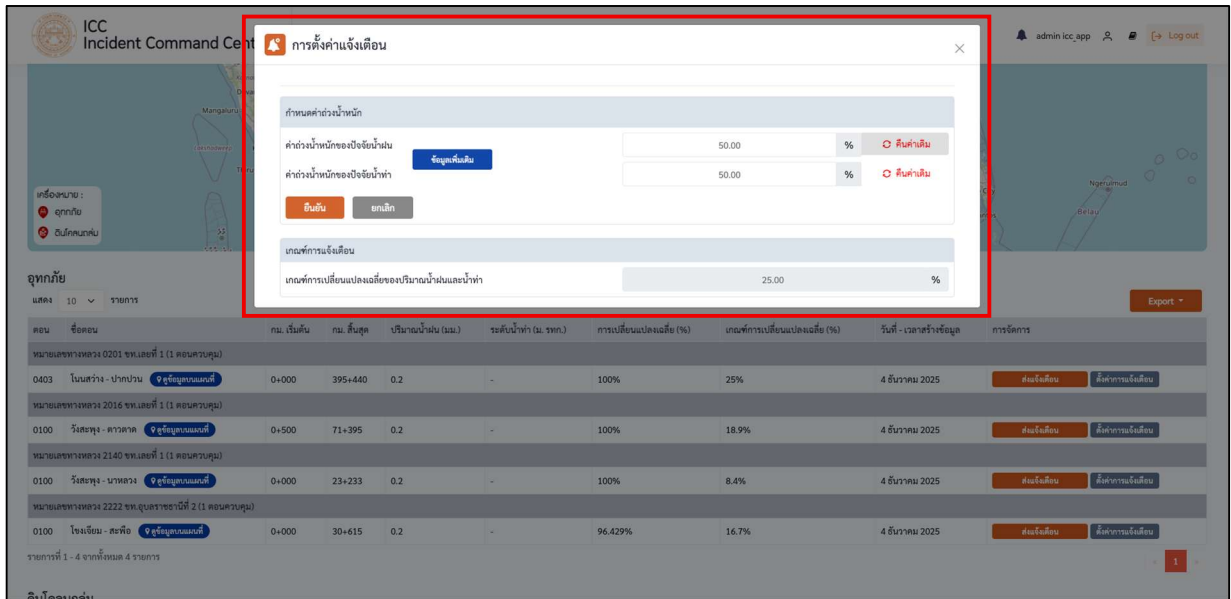 ICC
Incident Command Cent
การตั้งค่าแจ้งเตือน
admin icc_app
Log out
Mangaluru
กำหนดค่าถ่วงน้ำหนัก
ค่าถ่วงน้ำหนักของปัจจัยน้ำฝน 50.00 % คืนค่าเดิม
ข้อมูลเพิ่มเติม
ค่าถ่วงน้ำหนักของปัจจัยน้ำท่า 50.00 % คืนค่าเดิม
ยืนยัน ยกเลิก
Ngerulmud
Belau
เครื่องหมาย :
อุทกภัย
ดินโคลนถล่ม
เกณฑ์การแจ้งเตือน
เกณฑ์การเปลี่ยนแปลงเฉลี่ยของปริมาณน้ำฝนและน้ำท่า 25.00 %
อุทกภัย
แสดง 10 รายการ
Export
ตอน ชื่อตอน กม. เริ่มต้น กม. สิ้นสุด ปริมาณน้ำฝน (มม.) ระดับน้ำท่า (ม. รทก.) การเปลี่ยนแปลงเฉลี่ย (%) เกณฑ์การเปลี่ยนแปลงเฉลี่ย (%) วันที่ - เวลาสร้างข้อมูล การจัดการ
หมายเลขทางหลวง 0201 ขท.เลยที่ 1 (1 ตอนควบคุม)
0403 โนนสว่าง - ปากปวน ดูข้อมูลบนแผนที่ 0+000 395+440 0.2 - 100% 25% 4 ธันวาคม 2025 ส่งแจ้งเตือน ตั้งค่าการแจ้งเตือน
หมายเลขทางหลวง 2016 ขท.เลยที่ 1 (1 ตอนควบคุม)
0100 วังสะพุง - ดาวตาด ดูข้อมูลบนแผนที่ 0+500 71+395 0.2 - 100% 18.9% 4 ธันวาคม 2025 ส่งแจ้งเตือน ตั้งค่าการแจ้งเตือน
หมายเลขทางหลวง 2140 ขท.เลยที่ 1 (1 ตอนควบคุม)
0100 วังสะพุง - นาหลวง ดูข้อมูลบนแผนที่ 0+000 23+233 0.2 - 100% 8.4% 4 ธันวาคม 2025 ส่งแจ้งเตือน ตั้งค่าการแจ้งเตือน
หมายเลขทางหลวง 2222 ขท.อุบลราชธานีที่ 2 (1 ตอนควบคุม)
0100 โขงเจียม - สะพือ ดูข้อมูลบนแผนที่ 0+000 30+615 0.2 - 96.429% 16.7% 4 ธันวาคม 2025 ส่งแจ้งเตือน ตั้งค่าการแจ้งเตือน
รายการที่ 1 - 4 จากทั้งหมด 4 รายการ
1
ดินโคลนถล่ม